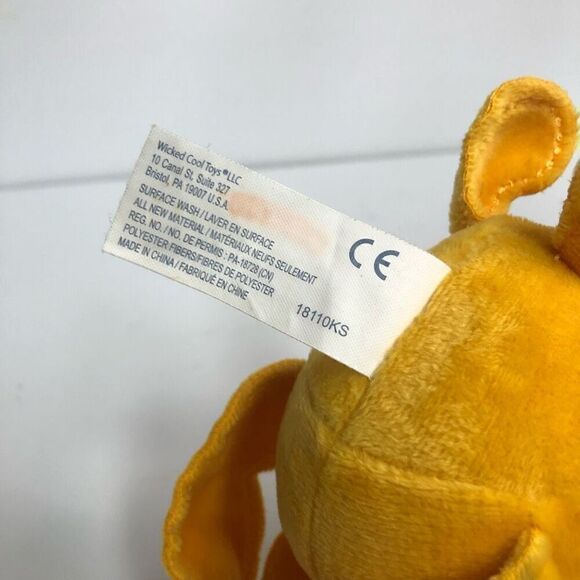 Wicked Cool Toys® LLC
10 Canal St. Suite 327
Bristol, PA 19007 U.S.A.
SURFACE WASH / LAVER EN SURFACE
ALL NEW MATERIAL / MATÉRIAUX NEUFS SEULEMENT
REG. NO. / NO. DE PERMIS : PA-18728 (CN)
POLYESTER FIBERS/FIBRES DE POLYESTER
MADE IN CHINA / FABRIQUÉ EN CHINE
CE
18110KS